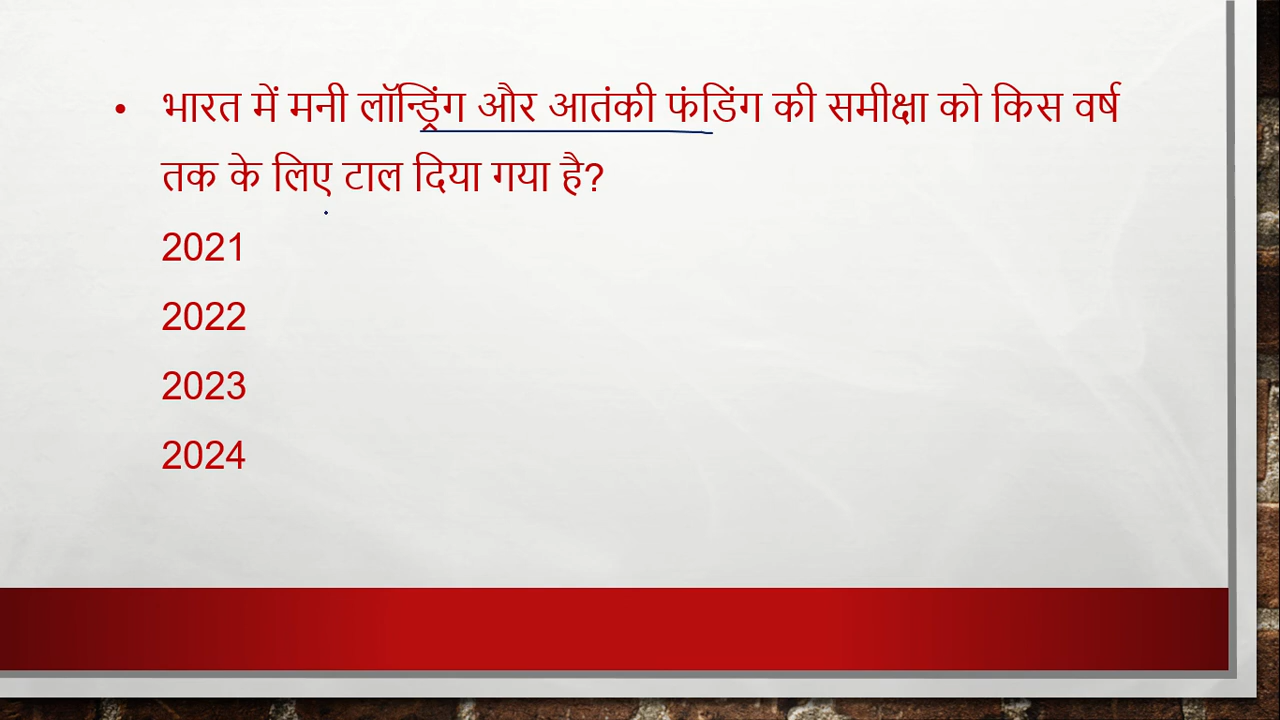 • भारत में मनी लॉन्ड्रिंग और आतंकी फंडिंग की समीक्षा को किस वर्ष
तक के लिए टाल दिया गया है?
2021
2022
2023
2024